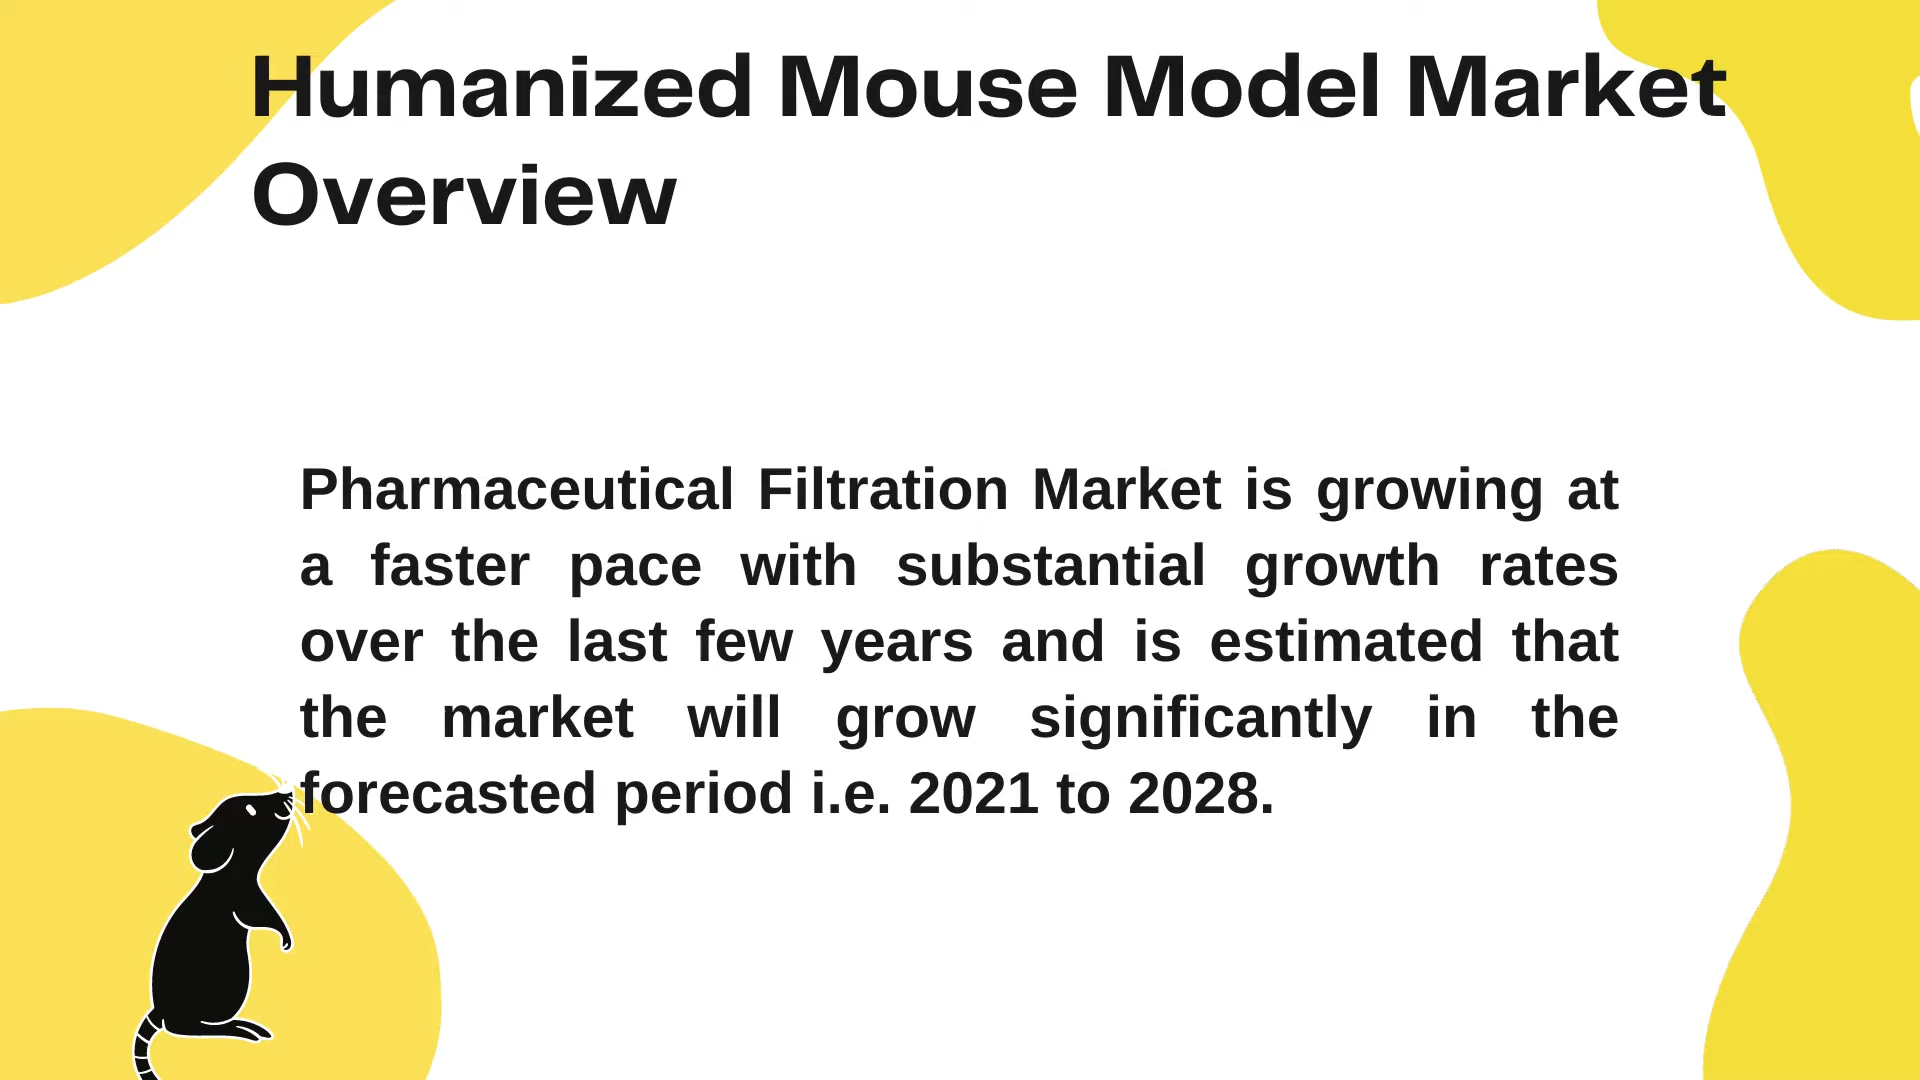 Humanized Mouse Model Market
Overview
Pharmaceutical Filtration Market is growing at
a faster pace with substantial growth rates
over the last few years and is estimated that
the market will grow significantly in the
forecasted period i.e. 2021 to 2028.